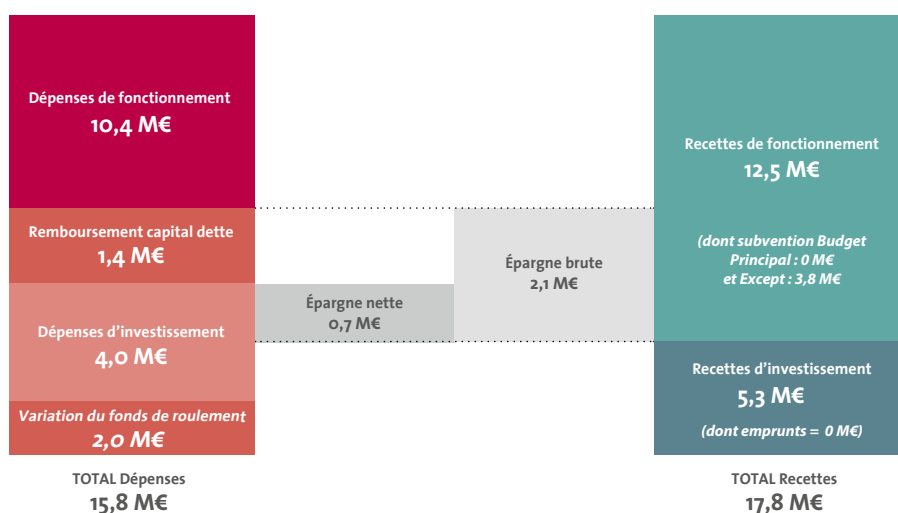 Dépenses de fonctionnement
10,4 M€
Remboursement capital dette
1,4 M€
Dépenses d'investissement
4,0 M€
Variation du fonds de roulement
2,0 M€
TOTAL Dépenses
15,8 M€
Épargne nette
0,7 M€
Épargne brute
2,1 M€
Recettes de fonctionnement
12,5 M€
(dont subvention Budget
Principal : 0 M€
et Except : 3,8 M€
Recettes d'investissement
5,3 M€
(dont emprunts = 0 M€)
TOTAL Recettes
17,8 M€